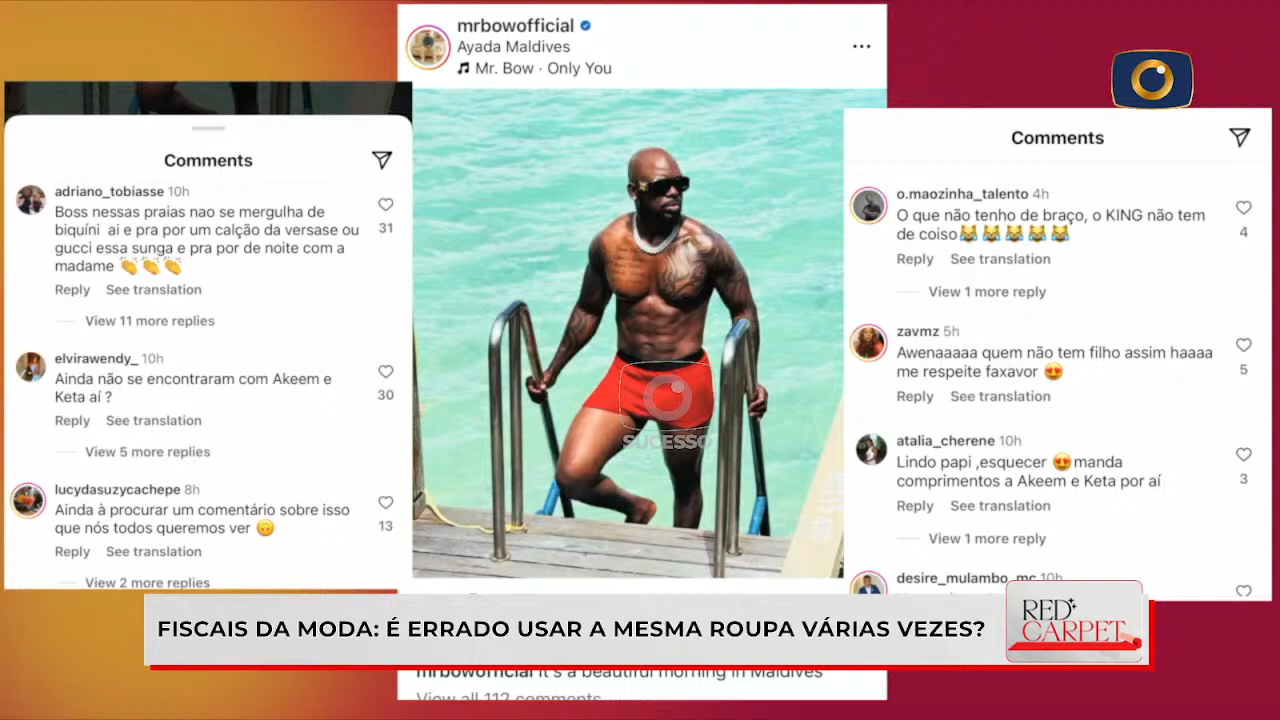 mrbowofficial
Ayada Maldives
Mr. Bow · Only You
Comments
adriano_tobiasse 10h
Boss nessas praias nao se mergulha de
biquíni ai e pra por um calção da versase ou
gucci essa sunga e pra por de noite com a
madame 👏👏👏
31
Reply See translation
View 11 more replies
elvirawendy_ 10h
Ainda não se encontraram com Akeem e
Keta aí ?
30
Reply See translation
View 5 more replies
lucydasuzycachepe 8h
Ainda à procurar um comentário sobre isso
que nós todos queremos ver 🙃
13
Reply See translation
View 2 more replies
SUCESSO
Comments
o.maozinha_talento 4h
O que não tenho de braço, o KING não tem
de coiso😹😹😹😹😹
4
Reply See translation
View 1 more reply
zavmz 5h
Awenaaaaa quem não tem filho assim haaaa
me respeite faxavor 😍
5
Reply See translation
atalia_cherene 10h
Lindo papi ,esquecer 😍manda
comprimentos a Akeem e Keta por aí
3
Reply See translation
View 1 more reply
desire_mulambo_mc 10h
FISCAIS DA MODA: É ERRADO USAR A MESMA ROUPA VÁRIAS VEZES?
RED
CARPET
mrbowofficial It's a beautiful morning in Maldives
View all 112 comments